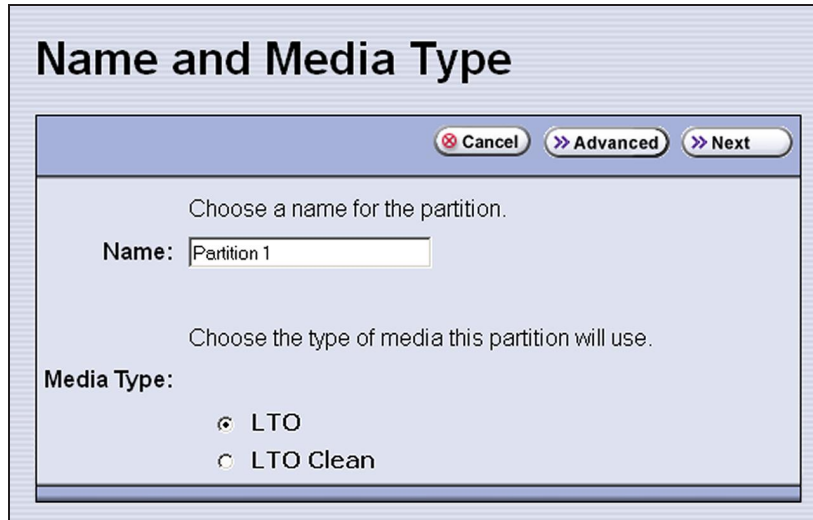 Name and Media Type
Cancel Advanced Next
Choose a name for the partition.
Name: Partition 1
Choose the type of media this partition will use.
Media Type:
LTO
LTO Clean